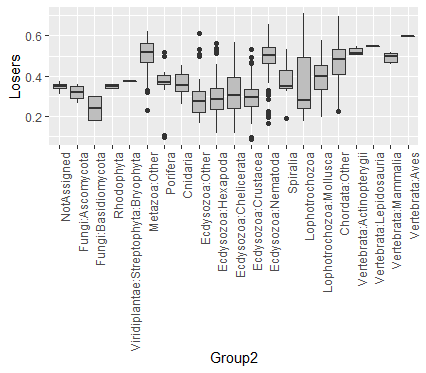 Losers
0.6
0.4
0.2
NotAssigned
Fungi:Ascomycota
Fungi:Basidiomycota
Rhodophyta
Viridiplantae:Streptophyta:Bryophyta
Metazoa:Other
Porifera
Cnidaria
Ecdysozoa:Other
Ecdysozoa:Hexapoda
Ecdysozoa:Chelicerata
Ecdysozoa:Crustacea
Ecdysozoa:Nematoda
Spiralia
Lophotrochozoa
Lophotrochozoa:Mollusca
Chordata:Other
Vertebrata:Actinopterygii
Vertebrata:Lepidosauria
Vertebrata:Mammalia
Vertebrata:Aves
Group2